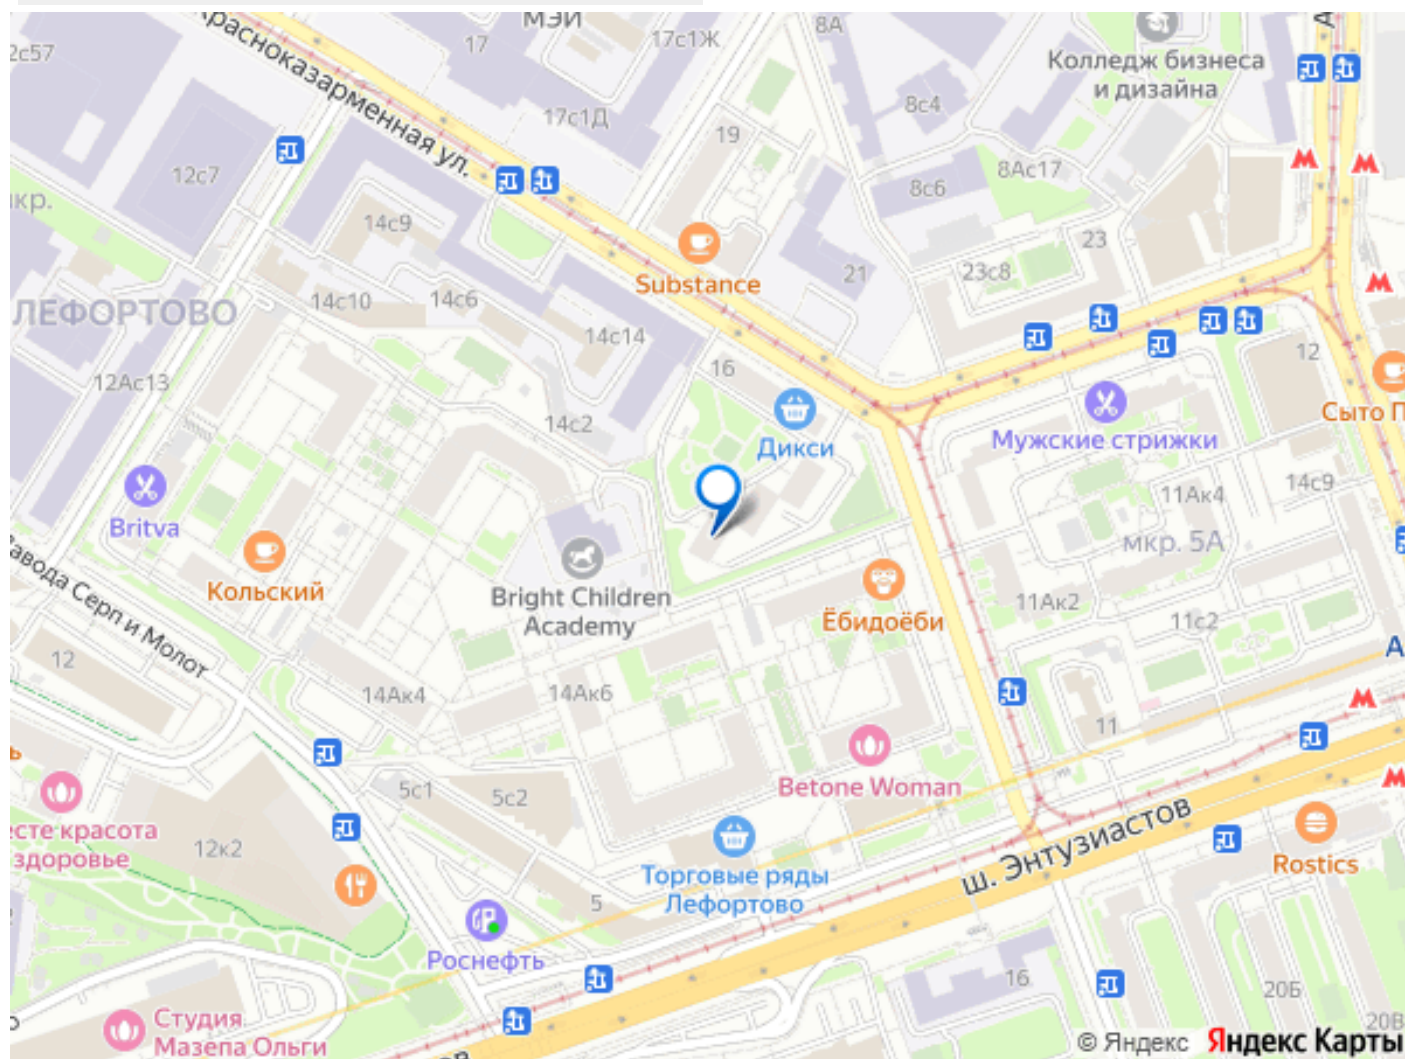 МЭИ
8А
17с1Ж
17
2с57
Красноказарменная ул.
Колледж бизнеса
и дизайна
8с4
17с1Д
19
12с7
8Ас17
8с6
кр.
14с9
23
Substance
21
23с8
14с10
14с6
ЛЕФОРТОВО
14с14
12
16
12Ас13
Сыто П
14с2
Дикси
Мужские стрижки
14с9
11Ак4
Britva
мкр. 5А
Кольский
Bright Children
Academy
11Ак2
Ёбидоёби
11с2
завода Серп и Молот
12
А
14Ак4
14Ак6
11
ь
Betone Woman
5с1
5с2
есте красота
здоровье
12к2
ш. Энтузиастов
Rostics
Торговые ряды
Лефортово
5
Роснефть
16
20Б
Студия
Мазепа Ольги
20В
© Яндекс Яндекс Карты